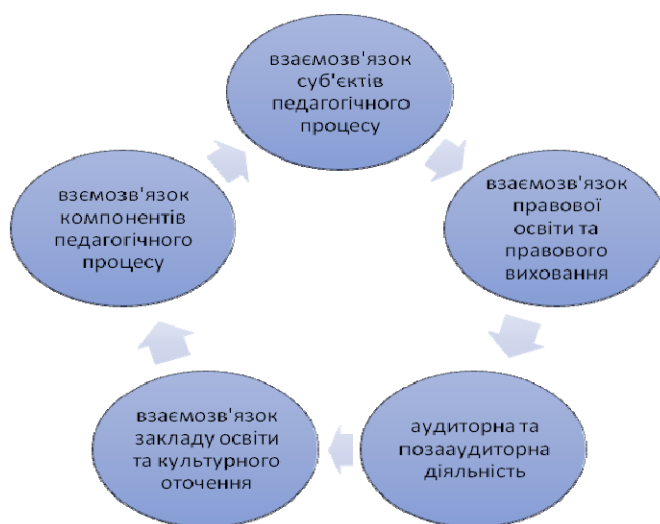 взаємозв'язок
суб'єктів
педагогічного
процесу
взаємозв'язок
правової
освіти та
правового
виховання
аудиторна та
позааудиторна
діяльність
взаємозв'язок
закладу освіти
та культурного
оточення
вземозв'язок
компонентів
педагогічного
процесу